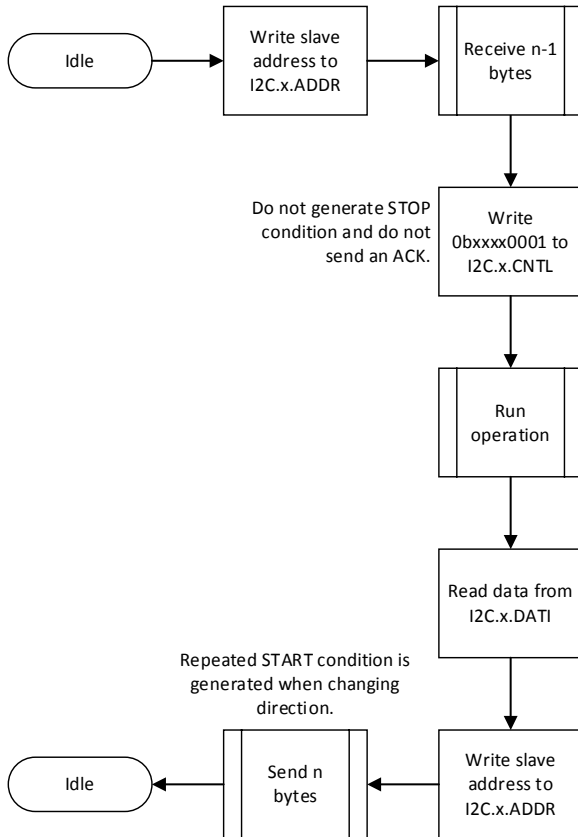 Idle
Write slave
address to
I2C.x.ADDR
Receive n-1
bytes
Do not generate STOP
condition and do not
send an ACK.
Write
0bxxxx0001 to
I2C.x.CNTL
Run
operation
Read data from
I2C.x.DATI
Repeated START condition is
generated when changing
direction.
Idle
Send n
bytes
Write slave
address to
I2C.x.ADDR